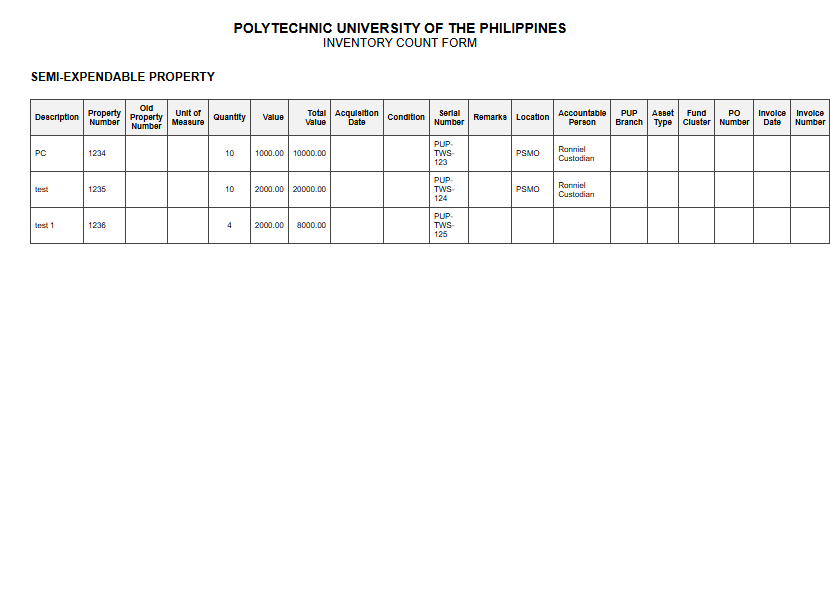 POLYTECHNIC UNIVERSITY OF THE PHILIPPINES
INVENTORY COUNT FORM
SEMI-EXPENDABLE PROPERTY
Description Property Number Old Property Number Unit of Measure Quantity Value Total Value Acquisition Date Condition Serial Number Remarks Location Accountable Person PUP Branch Asset Type Fund Cluster PO Number Invoice Date Invoice Number
PC 1234 10 1000.00 10000.00 PUP-TWS-123 PSMO Ronniel Custodian
test 1235 10 2000.00 20000.00 PUP-TWS-124 PSMO Ronniel Custodian
test 1 1236 4 2000.00 8000.00 PUP-TWS-125